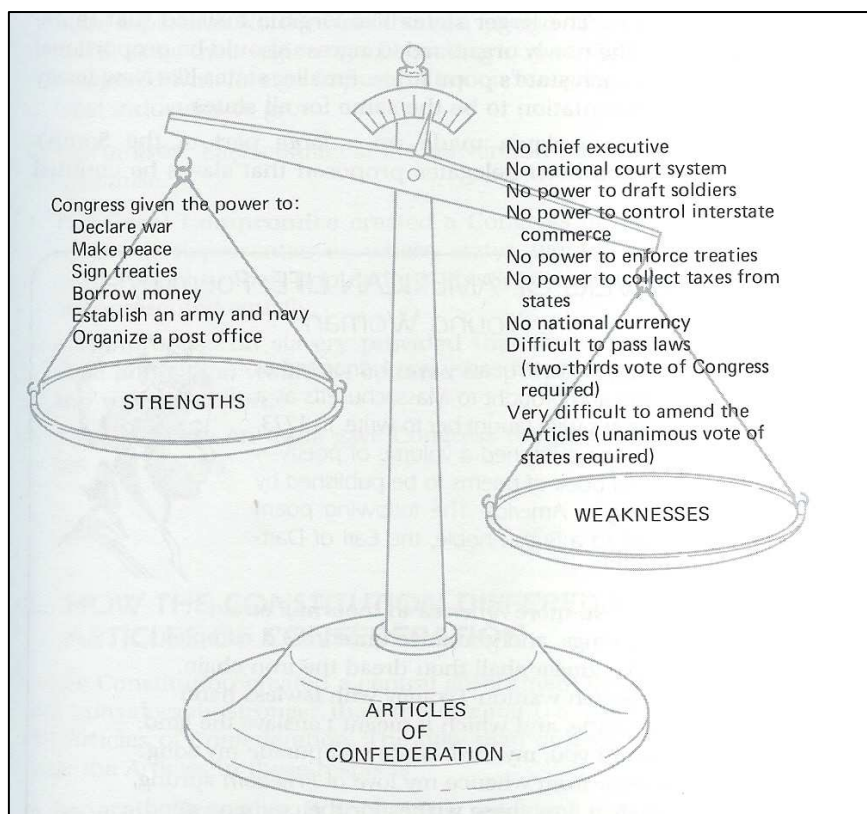 No chief executive
No national court system
No power to draft soldiers
No power to control interstate
commerce
No power to enforce treaties
No power to collect taxes from
states
No national currency
Difficult to pass laws
(two-thirds vote of Congress
required)
Very difficult to amend the
Articles (unanimous vote of
states required)
WEAKNESSES
Congress given the power to:
Declare war
Make peace
Sign treaties
Borrow money
Establish an army and navy
Organize a post office
STRENGTHS
ARTICLES
OF
CONFEDERATION